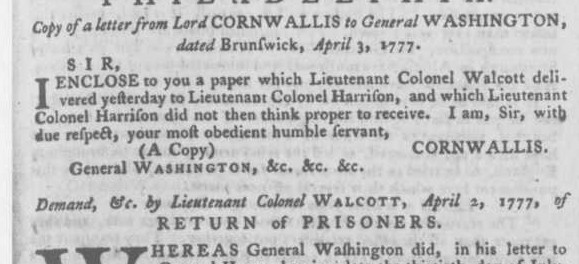 Copy of a letter from Lord CORNWALLIS to General WASHINGTON,
dated Brunſwick, April 3, 1777.
SIR,
I ENCLOSE to you a paper which Lieutenant Colonel Walcott deli-
vered yeſterday to Lieutenant Colonel Harriſon, and which Lieutenant
Colonel Harriſon did not then think proper to receive. I am, Sir, with
due reſpect, your moſt obedient humble ſervant,
(A Copy) CORNWALLIS.
General WASHINGTON, &c. &c. &c.
Demand, &c. by Lieutenant Colonel WALCOTT, April 2, 1777, of
RETURN of PRISONERS.
WHEREAS General Waſhington did, in his letter to